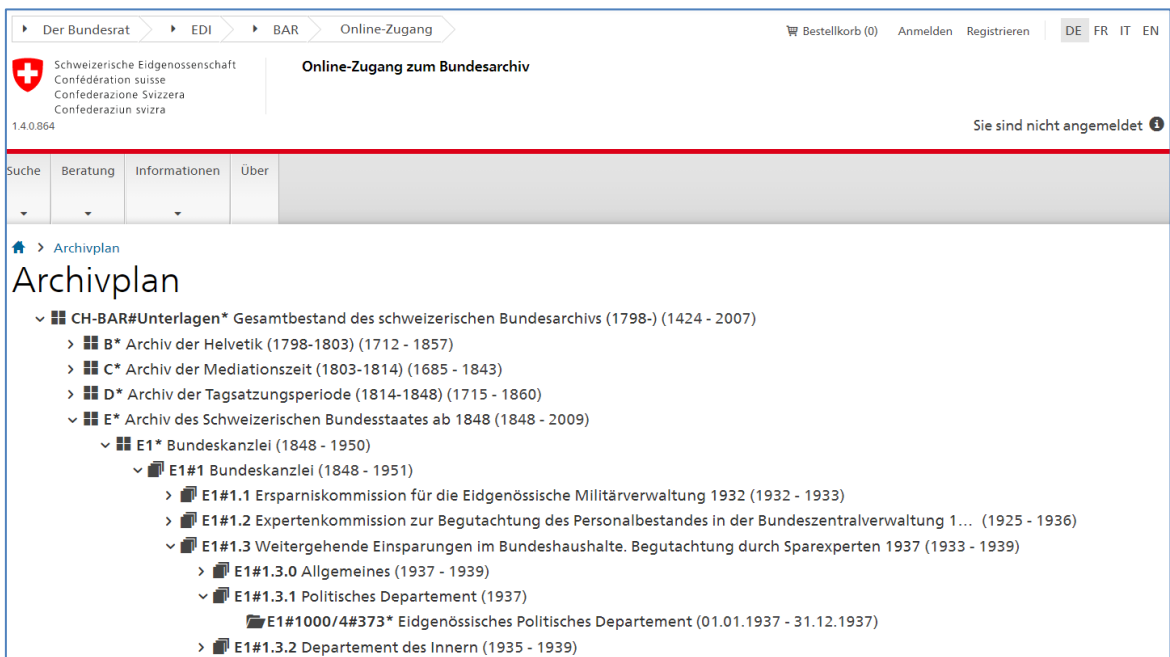 Der Bundesrat EDI BAR Online-Zugang Bestellkorb (0) Anmelden Registrieren DE FR IT EN
Schweizerische Eidgenossenschaft
Confédération suisse
Confederazione Svizzera
Confederaziun svizra
Online-Zugang zum Bundesarchiv
1.4.0.864
Sie sind nicht angemeldet
Suche Beratung Informationen Über
> Archivplan
Archivplan
CH-BAR#Unterlagen* Gesamtbestand des schweizerischen Bundesarchivs (1798-) (1424 - 2007)
B* Archiv der Helvetik (1798-1803) (1712 - 1857)
C* Archiv der Mediationszeit (1803-1814) (1685 - 1843)
D* Archiv der Tagsatzungsperiode (1814-1848) (1715 - 1860)
E* Archiv des Schweizerischen Bundesstaates ab 1848 (1848 - 2009)
E1* Bundeskanzlei (1848 - 1950)
E1#1 Bundeskanzlei (1848 - 1951)
E1#1.1 Ersparniskommission für die Eidgenössische Militärverwaltung 1932 (1932 - 1933)
E1#1.2 Expertenkommission zur Begutachtung des Personalbestandes in der Bundeszentralverwaltung 1... (1925 - 1936)
E1#1.3 Weitergehende Einsparungen im Bundeshaushalte. Begutachtung durch Sparexperten 1937 (1933 - 1939)
E1#1.3.0 Allgemeines (1937 - 1939)
E1#1.3.1 Politisches Departement (1937)
E1#1000/4#373* Eidgenössisches Politisches Departement (01.01.1937 - 31.12.1937)
E1#1.3.2 Departement des Innern (1935 - 1939)